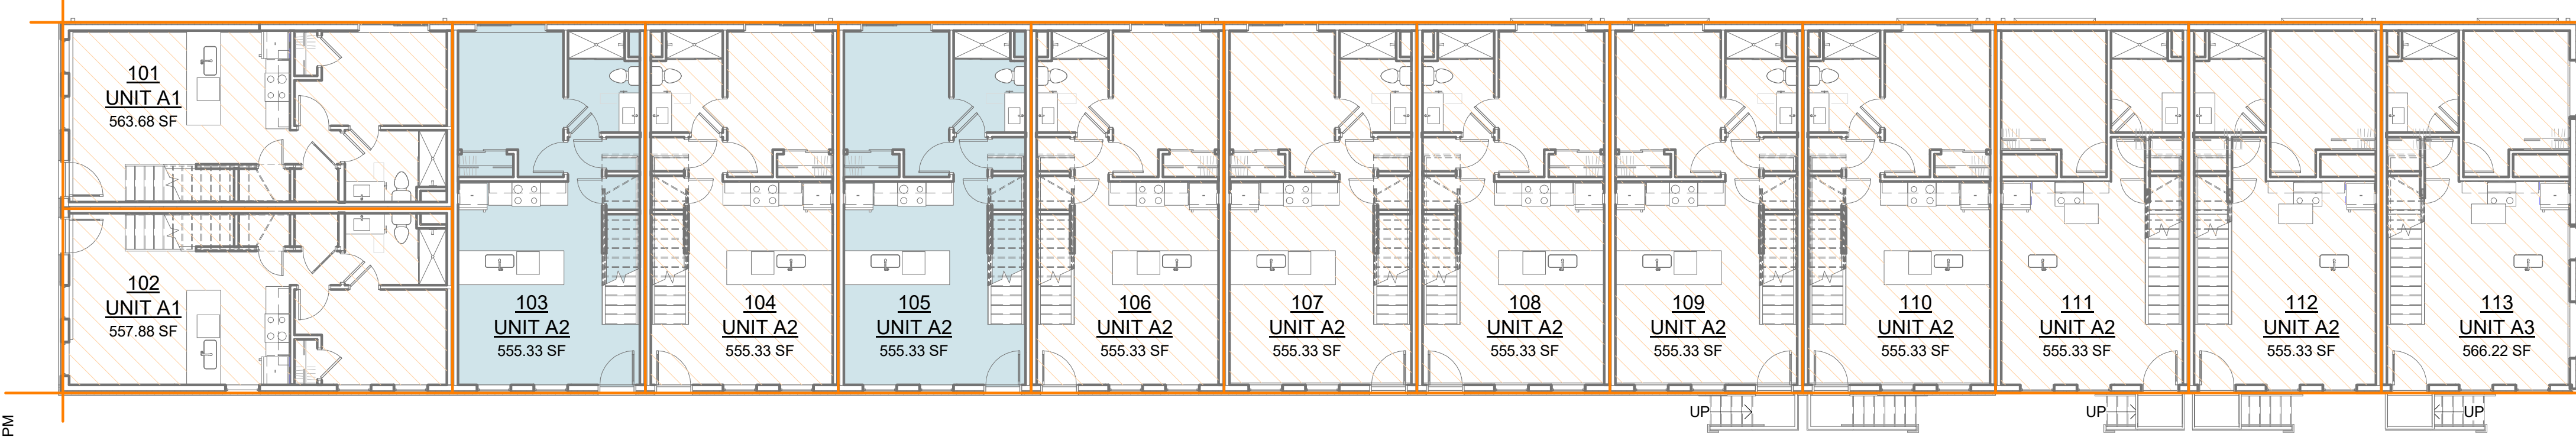 101
UNIT A1
563.68 SF
102
UNIT A1
557.88 SF
103
UNIT A2
555.33 SF
104
UNIT A2
555.33 SF
105
UNIT A2
555.33 SF
106
UNIT A2
555.33 SF
107
UNIT A2
555.33 SF
108
UNIT A2
555.33 SF
109
UNIT A2
555.33 SF
110
UNIT A2
555.33 SF
111
UNIT A2
555.33 SF
112
UNIT A2
555.33 SF
113
UNIT A3
566.22 SF
UP
UP
UP
PM